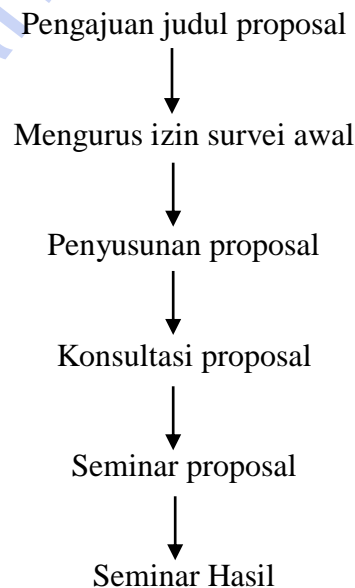 Pengajuan judul proposal
Mengurus izin survei awal
Penyusunan proposal
Konsultasi proposal
Seminar proposal
Seminar Hasil